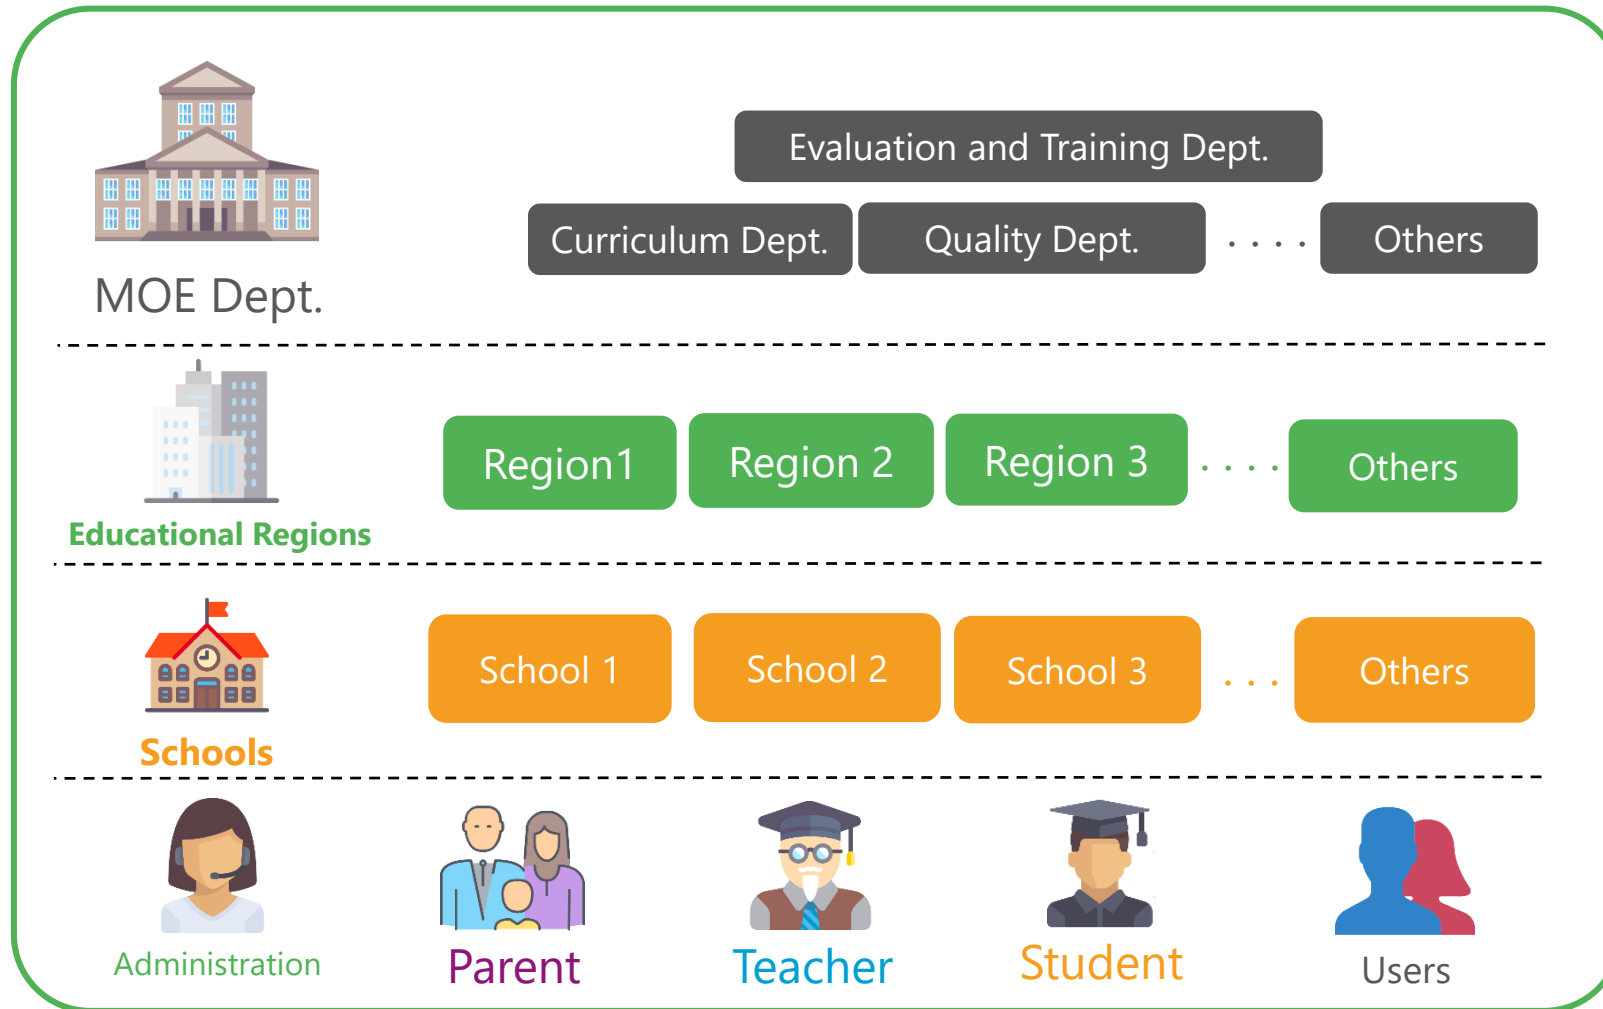 Evaluation and Training Dept.
Curriculum Dept.
Quality Dept.
. . . .
Others
MOE Dept.
Region1
Region 2
Region 3
. . . .
Others
Educational Regions
School 1
School 2
School 3
. . .
Others
Schools
Administration
Parent
Teacher
Student
Users